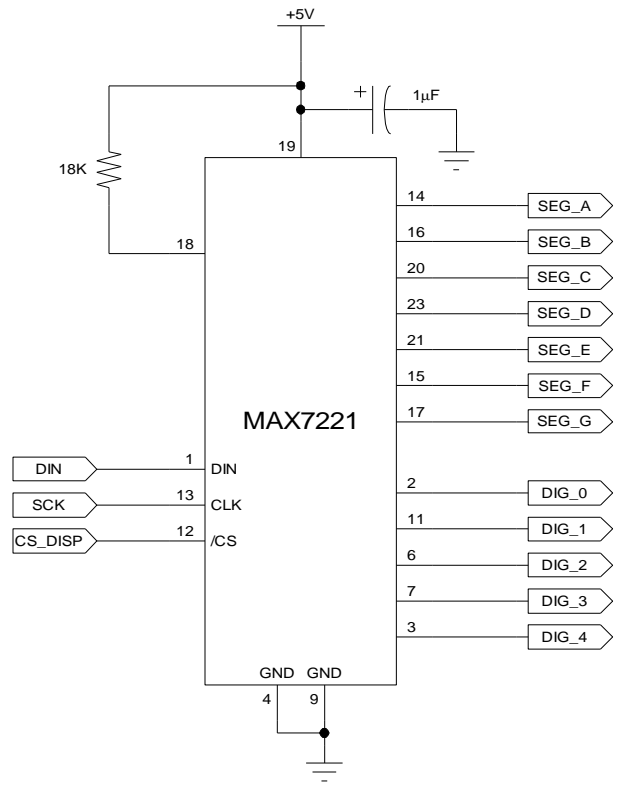 +5V
+ 1µF
19
18K
18
14 SEG_A
16 SEG_B
20 SEG_C
23 SEG_D
21 SEG_E
15 SEG_F
17 SEG_G
MAX7221
DIN 1 DIN
SCK 13 CLK
CS_DISP 12 /CS
2 DIG_0
11 DIG_1
6 DIG_2
7 DIG_3
3 DIG_4
GND GND
4 9